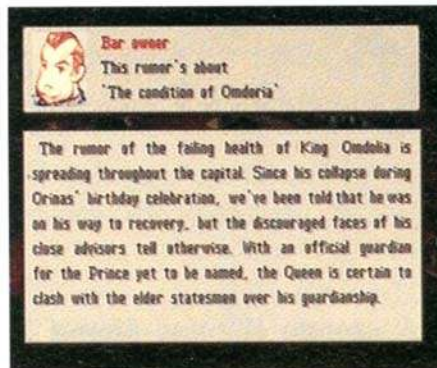 Bar owner
This rumor`s about
`The condition of Omdoria`
The rumor of the failing health of King Omdolia is
spreading throughout the capital. Since his collapse during
Orinas` birthday celebration, we`ve been told that he was
on his way to recovery, but the discouraged faces of his
close advisors tell otherwise. With an official guardian
for the Prince yet to be named, the Queen is certain to
clash with the elder statesmen over his guardianship.